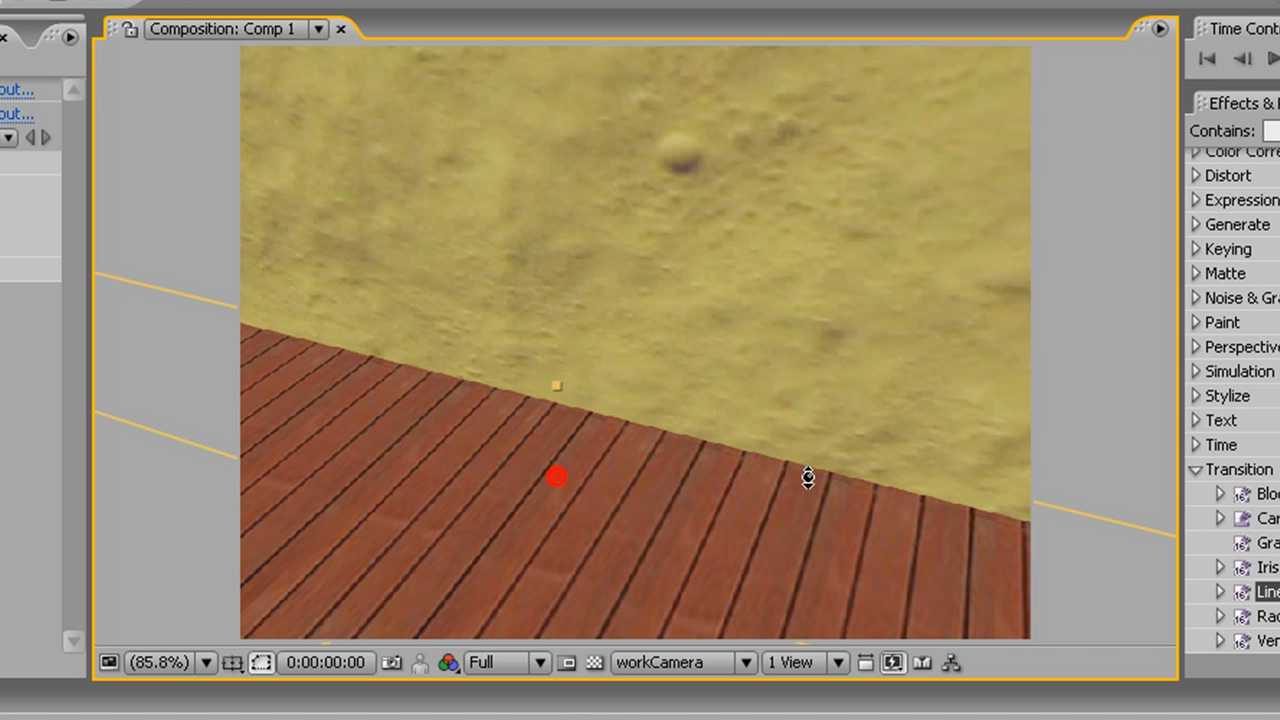 Composition: Comp 1
out...
out...
Time Cont
Effects &
Contains:
Color Corre
Distort
Expression
Generate
Keying
Matte
Noise & Gra
Paint
Perspective
Simulation
Stylize
Text
Time
Transition
Bloc
Car
Gra
Iris
Line
Rad
Ven
(85.8%)
0:00:00:00
Full
workCamera
1 View